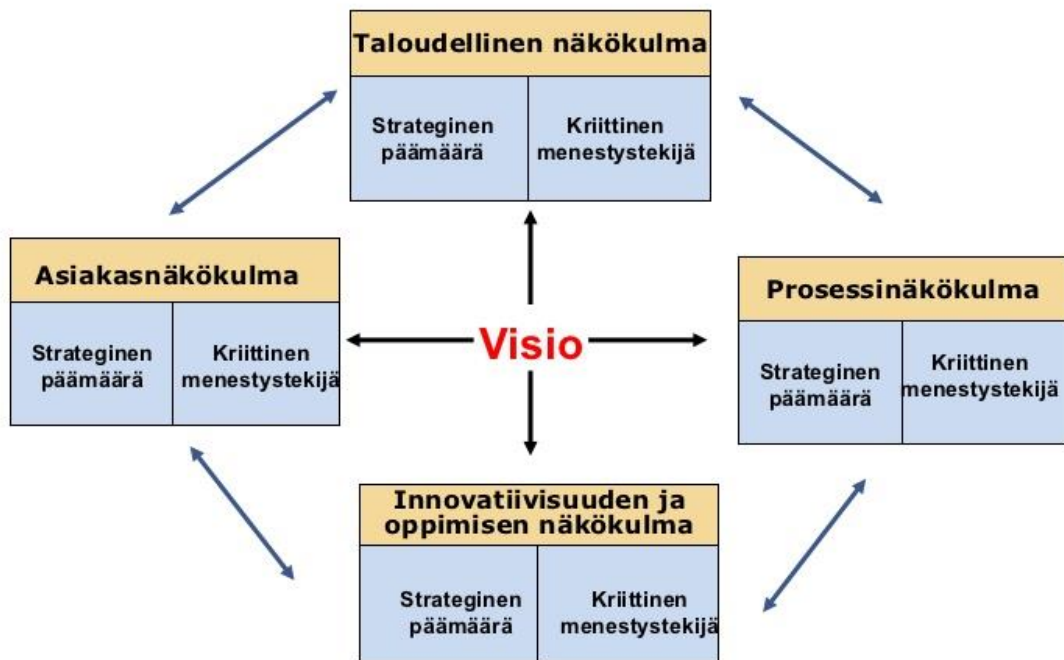 Taloudellinen näkökulma
Strateginen
päämäärä
Kriittinen
menestystekijä
Asiakasnäkökulma
Strateginen
päämäärä
Kriittinen
menestystekijä
Visio
Prosessinäkökulma
Strateginen
päämäärä
Kriittinen
menestystekijä
Innovatiivisuuden ja
oppimisen näkökulma
Strateginen
päämäärä
Kriittinen
menestystekijä